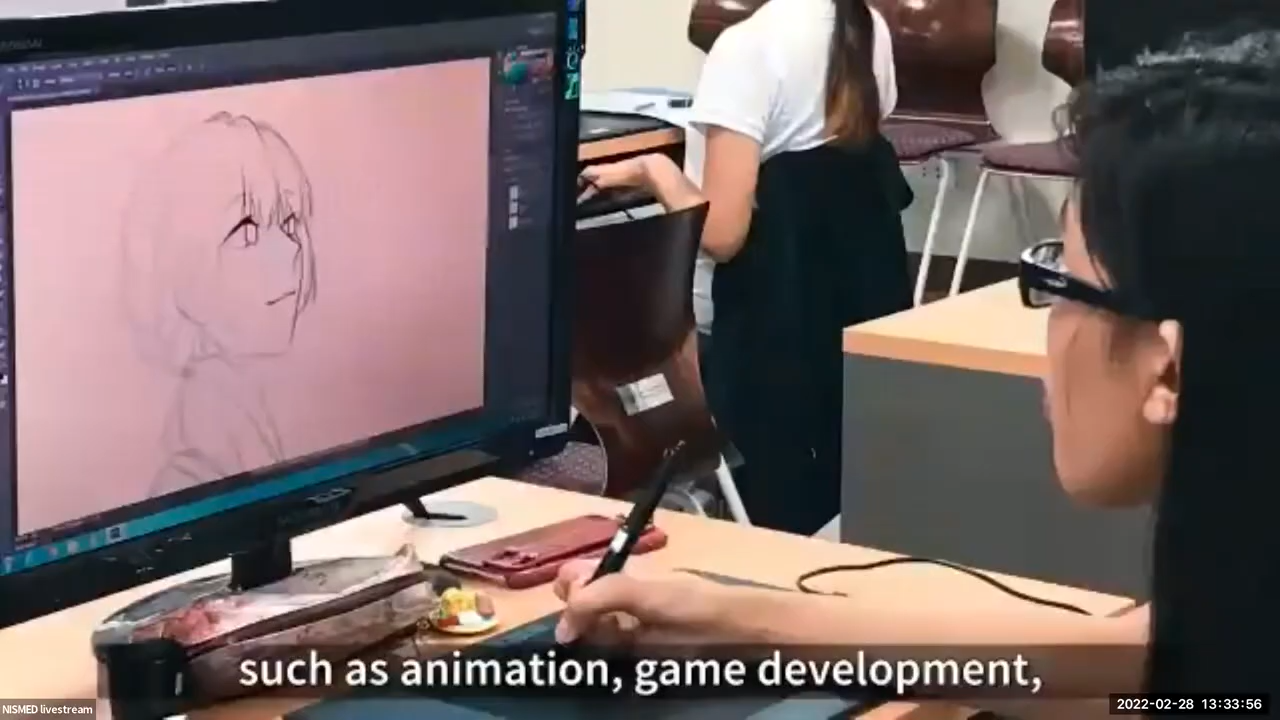 such as animation, game development,
NISMED livestream
2022-02-28 13:33:56